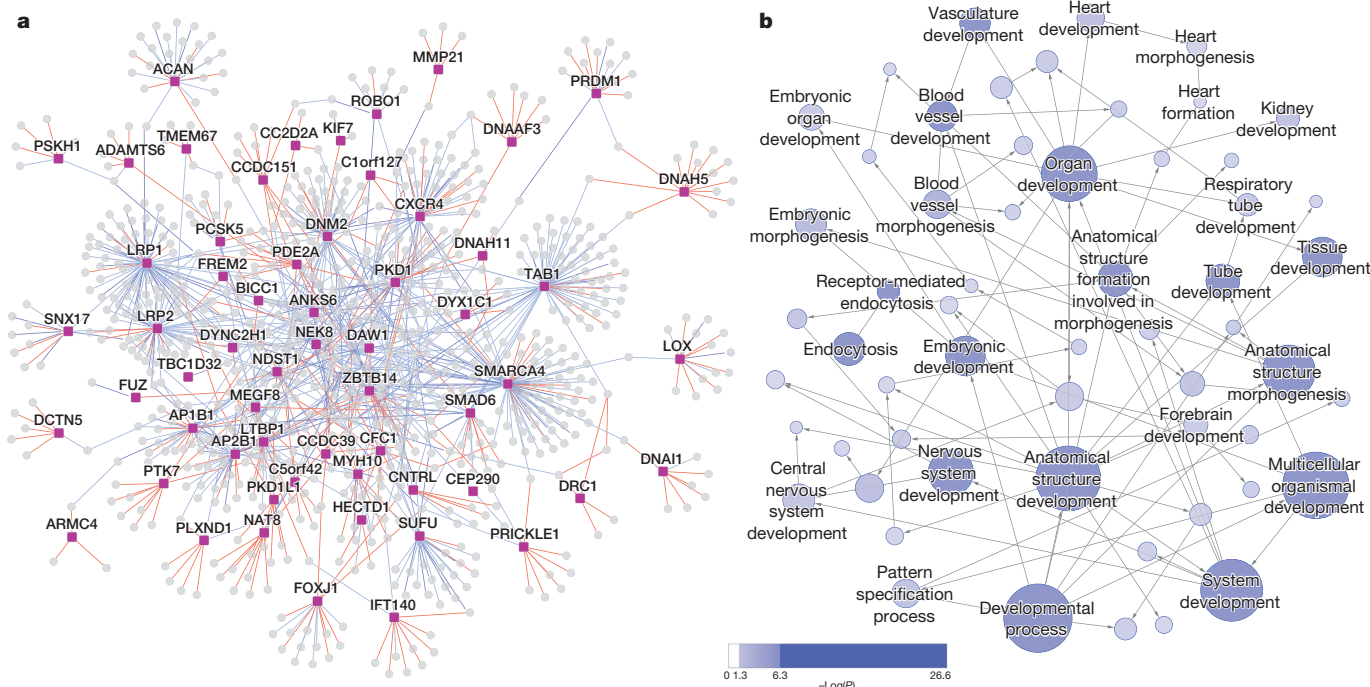 a
ACAN
MMP21
PRDM1
ROBO1
PSKH1
TMEM67
ADAMTS6
CC2D2A
KIF7
DNAAF3
CCDC151
C1orf127
DNAH5
CXCR4
PCSK5
DNM2
LRP1
PDE2A
DNAH11
FREM2
PKD1
TAB1
BICC1
ANKS6
DYX1C1
SNX17
LRP2
DYNC2H1
NEK8
DAW1
LOX
TBC1D32
NDST1
SMARCA4
FUZ
ZBTB14
MEGF8
SMAD6
DCTN5
AP1B1
LTBP1
AP2B1
CCDC39
CFC1
PTK7
C5orf42
MYH10
DNAI1
PKD1L1
CNTRL
CEP290
DRC1
ARMC4
PLXND1
NAT8
HECTD1
SUFU
PRICKLE1
FOXJ1
IFT140
b
Vasculature
development
Heart
development
Heart
morphogenesis
Embryonic
organ
development
Blood
vessel
development
Heart
formation
Kidney
development
Organ
development
Blood
vessel
morphogenesis
Respiratory
tube
development
Embryonic
morphogenesis
Anatomical
structure
formation
involved in
morphogenesis
Tissue
development
Receptor-mediated
endocytosis
Tube
development
Endocytosis
Embryonic
development
Anatomical
structure
morphogenesis
Forebrain
development
Central
nervous
system
development
Nervous
system
development
Anatomical
structure
development
Multicellular
organismal
development
Pattern
specification
process
Developmental
process
System
development
0 1.3 6.3 26.6
–Log(P)